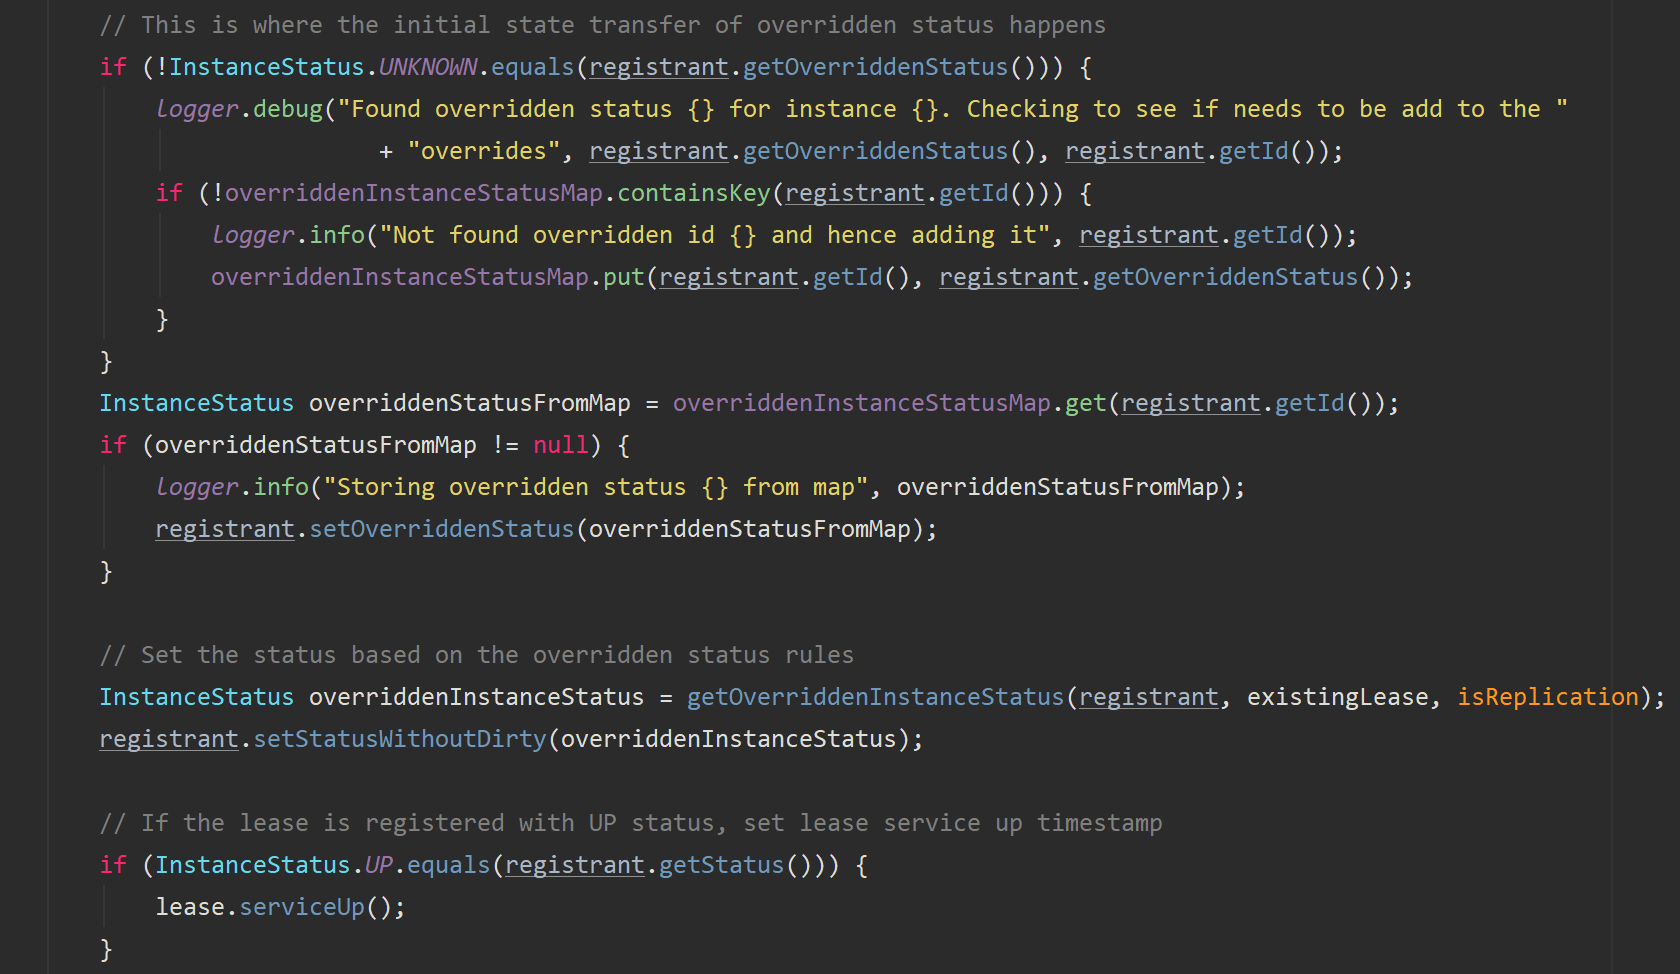 // This is where the initial state transfer of overridden status happens
if (!InstanceStatus.UNKNOWN.equals(registrant.getOverriddenStatus())) {
logger.debug("Found overridden status {} for instance {}. Checking to see if needs to be add to the "
+ "overrides", registrant.getOverriddenStatus(), registrant.getId());
if (!overriddenInstanceStatusMap.containsKey(registrant.getId())) {
logger.info("Not found overridden id {} and hence adding it", registrant.getId());
overriddenInstanceStatusMap.put(registrant.getId(), registrant.getOverriddenStatus());
}
}
InstanceStatus overriddenStatusFromMap = overriddenInstanceStatusMap.get(registrant.getId());
if (overriddenStatusFromMap != null) {
logger.info("Storing overridden status {} from map", overriddenStatusFromMap);
registrant.setOverriddenStatus(overriddenStatusFromMap);
}
// Set the status based on the overridden status rules
InstanceStatus overriddenInstanceStatus = getOverriddenInstanceStatus(registrant, existingLease, isReplication);
registrant.setStatusWithoutDirty(overriddenInstanceStatus);
// If the lease is registered with UP status, set lease service up timestamp
if (InstanceStatus.UP.equals(registrant.getStatus())) {
lease.serviceUp();
}